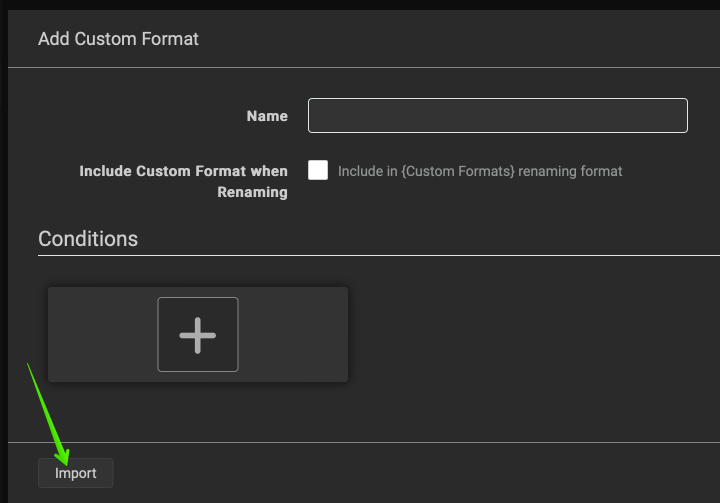 Add Custom Format
Name
Include Custom Format when
Renaming
Include in {Custom Formats} renaming format
Conditions
Import